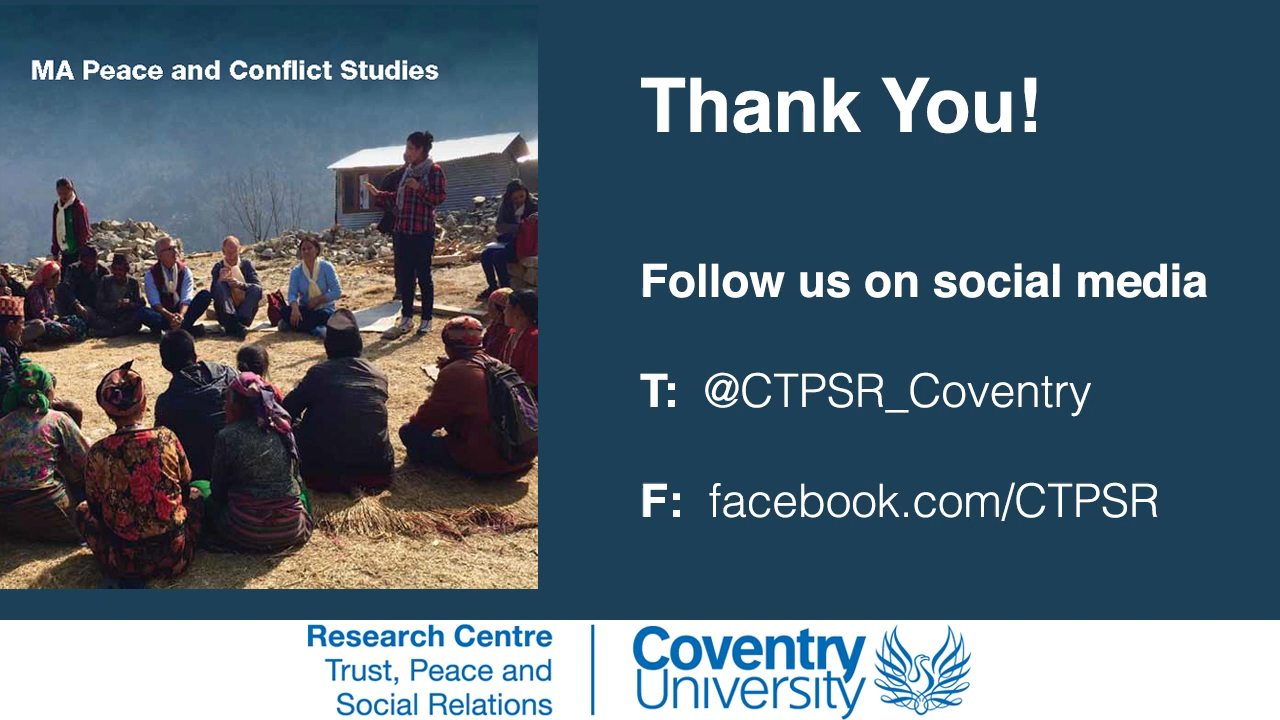 MA Peace and Conflict Studies
Thank You!
Follow us on social media
T: @CTPSR_Coventry
F: facebook.com/CTPSR
Research Centre
Trust, Peace and
Social Relations
Coventry
University